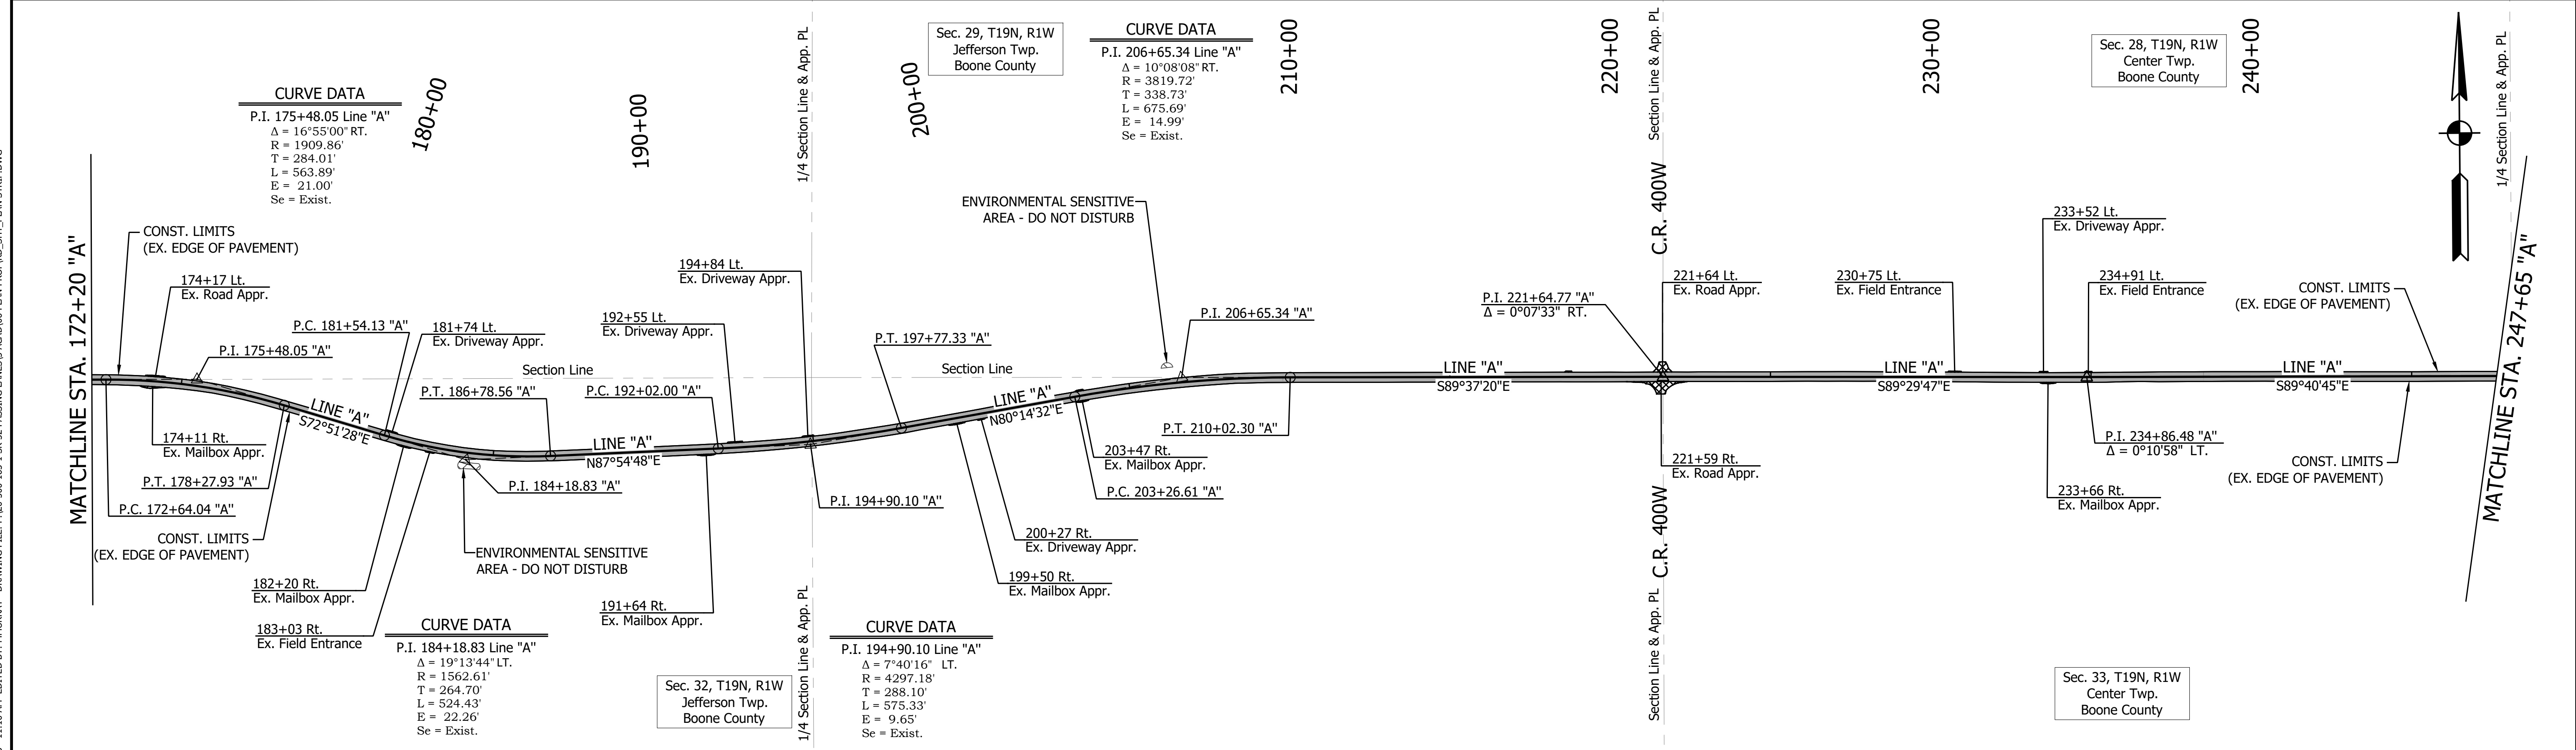 MATCHLINE STA. 172+20 "A"
CURVE DATA
P.I. 175+48.05 Line "A"
Δ = 16°55'00" RT.
R = 1909.86'
T = 284.01'
L = 563.89'
E = 21.00'
Se = Exist.
180+00
190+00
1/4 Section Line & App. PL
200+00
Sec. 29, T19N, R1W
Jefferson Twp.
Boone County
CURVE DATA
P.I. 206+65.34 Line "A"
Δ = 10°08'08" RT.
R = 3819.72'
T = 338.73'
L = 675.69'
E = 14.99'
Se = Exist.
210+00
220+00
Section Line & App. PL
C.R. 400W
230+00
Sec. 28, T19N, R1W
Center Twp.
Boone County
240+00
1/4 Section Line & App. PL
CONST. LIMITS
(EX. EDGE OF PAVEMENT)
174+17 Lt.
Ex. Road Appr.
P.I. 175+48.05 "A"
P.C. 181+54.13 "A"
181+74 Lt.
Ex. Driveway Appr.
Section Line
192+55 Lt.
Ex. Driveway Appr.
194+84 Lt.
Ex. Driveway Appr.
P.T. 197+77.33 "A"
Section Line
ENVIRONMENTAL SENSITIVE
AREA - DO NOT DISTURB
P.I. 206+65.34 "A"
P.I. 221+64.77 "A"
Δ = 0°07'33" RT.
221+64 Lt.
Ex. Road Appr.
230+75 Lt.
Ex. Field Entrance
233+52 Lt.
Ex. Driveway Appr.
234+91 Lt.
Ex. Field Entrance
CONST. LIMITS
(EX. EDGE OF PAVEMENT)
MATCHLINE STA. 247+65 "A"
LINE "A"
S72°51'28"E
P.T. 186+78.56 "A"
P.C. 192+02.00 "A"
LINE "A"
N87°54'48"E
LINE "A"
N80°14'32"E
LINE "A"
S89°37'20"E
LINE "A"
S89°29'47"E
LINE "A"
S89°40'45"E
174+11 Rt.
Ex. Mailbox Appr.
P.T. 178+27.93 "A"
P.C. 172+64.04 "A"
CONST. LIMITS
(EX. EDGE OF PAVEMENT)
182+20 Rt.
Ex. Mailbox Appr.
183+03 Rt.
Ex. Field Entrance
P.I. 184+18.83 "A"
ENVIRONMENTAL SENSITIVE
AREA - DO NOT DISTURB
191+64 Rt.
Ex. Mailbox Appr.
P.I. 194+90.10 "A"
199+50 Rt.
Ex. Mailbox Appr.
200+27 Rt.
Ex. Driveway Appr.
203+47 Rt.
Ex. Mailbox Appr.
P.C. 203+26.61 "A"
P.T. 210+02.30 "A"
221+59 Rt.
Ex. Road Appr.
C.R. 400W
Section Line & App. PL
233+66 Rt.
Ex. Mailbox Appr.
P.I. 234+86.48 "A"
Δ = 0°10'58" LT.
CONST. LIMITS
(EX. EDGE OF PAVEMENT)
CURVE DATA
P.I. 184+18.83 Line "A"
Δ = 19°13'44" LT.
R = 1562.61'
T = 264.70'
L = 524.43'
E = 22.26'
Se = Exist.
Sec. 32, T19N, R1W
Jefferson Twp.
Boone County
1/4 Section Line & App. PL
CURVE DATA
P.I. 194+90.10 Line "A"
Δ = 7°40'16" LT.
R = 4297.18'
T = 288.10'
L = 575.33'
E = 9.65'
Se = Exist.
Sec. 33, T19N, R1W
Center Twp.
Boone County